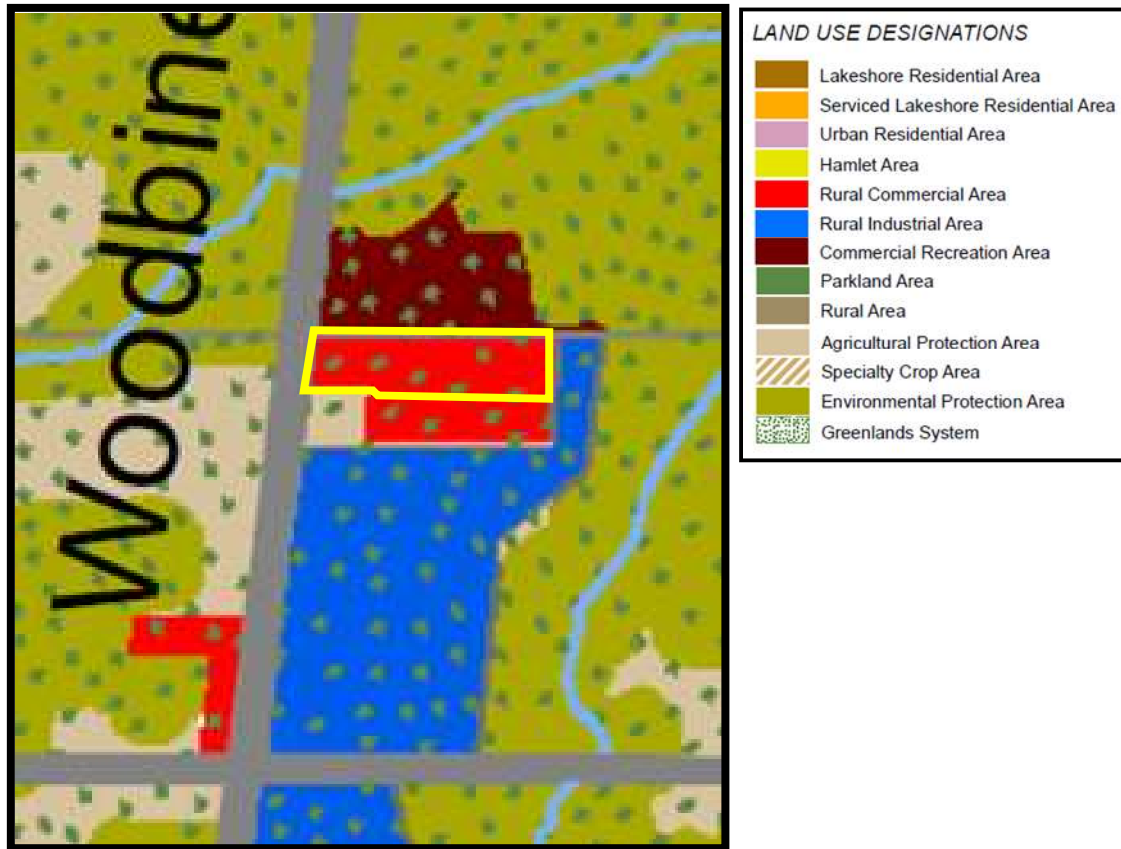 Woodbine
LAND USE DESIGNATIONS
Lakeshore Residential Area
Serviced Lakeshore Residential Area
Urban Residential Area
Hamlet Area
Rural Commercial Area
Rural Industrial Area
Commercial Recreation Area
Parkland Area
Rural Area
Agricultural Protection Area
Specialty Crop Area
Environmental Protection Area
Greenlands System